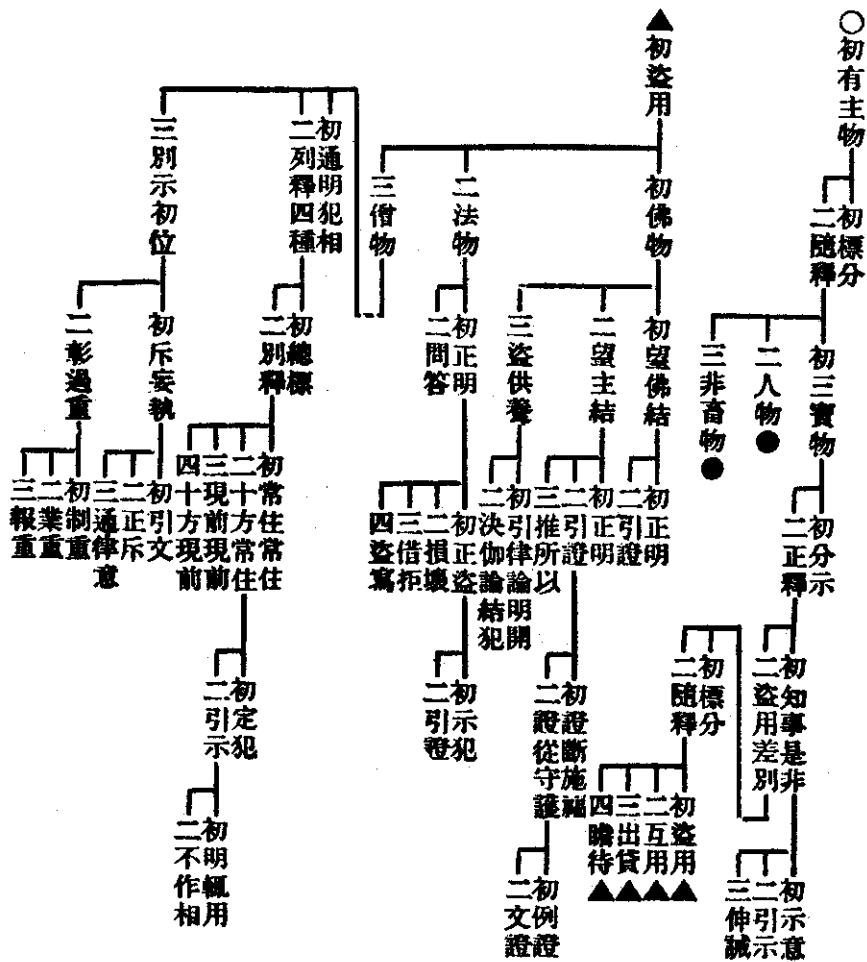 ○初有主物
初標分
二隨釋
初三寶物
二人物●
三非畜物●
初分示
二正釋
初知事是非
二盜用差別
初示意
二引示
三伸誡
初標分
二隨釋
初盜用▲
二互用▲
三出貸▲
四瞻待▲
▲初盜用
初佛物
二法物
三僧物
初望佛結
二望主結
三盜供養
初正明
二引證
初正明
二引證
三推所以
初證斷施福
二證從守護
初例證
二文證
初引律論明開
二決伽論結犯
初正明
二問答
初正盜
二損壞
三借拒
四盜寫
初示犯
二引證
初通明犯相
二列釋四種
三別示初位
初總標
二別釋
初常住常住
二十方常住
三現前現前
四十方現前
初定犯
二引示
初明輒用
二不作相
初斥妄執
二彰過重
初引文
二正斥
三通律意
初制重
二業重
三報重